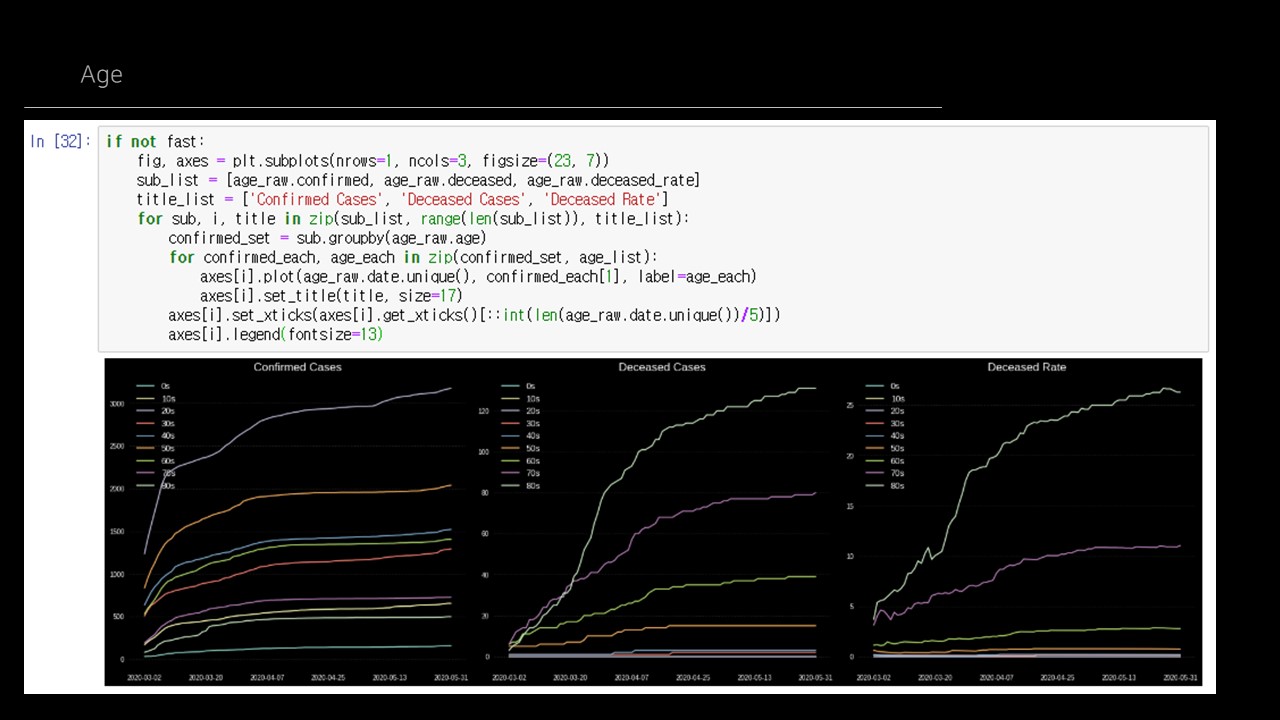 Age
In [32]:
if not fast:
fig, axes = plt.subplots(nrows=1, ncols=3, figsize=(23, 7))
sub_list = [age_raw.confirmed, age_raw.deceased, age_raw.deceased_rate]
title_list = ['Confirmed Cases', 'Deceased Cases', 'Deceased Rate']
for sub, i, title in zip(sub_list, range(len(sub_list)), title_list):
confirmed_set = sub.groupby(age_raw.age)
for confirmed_each, age_each in zip(confirmed_set, age_list):
axes[i].plot(age_raw.date.unique(), confirmed_each[1], label=age_each)
axes[i].set_title(title, size=17)
axes[i].set_xticks(axes[i].get_xticks()[::int(len(age_raw.date.unique())/5)])
axes[i].legend(fontsize=13)
Confirmed Cases
0s
10s
20s
30s
40s
50s
60s
70s
80s
3000
2500
2000
1500
1000
500
0
2020-03-02 2020-03-20 2020-04-07 2020-04-25 2020-05-13 2020-05-31
Deceased Cases
0s
10s
20s
30s
40s
50s
60s
70s
80s
120
100
80
60
40
20
0
2020-03-02 2020-03-20 2020-04-07 2020-04-25 2020-05-13 2020-05-31
Deceased Rate
0s
10s
20s
30s
40s
50s
60s
70s
80s
25
20
15
10
5
0
2020-03-02 2020-03-20 2020-04-07 2020-04-25 2020-05-13 2020-05-31